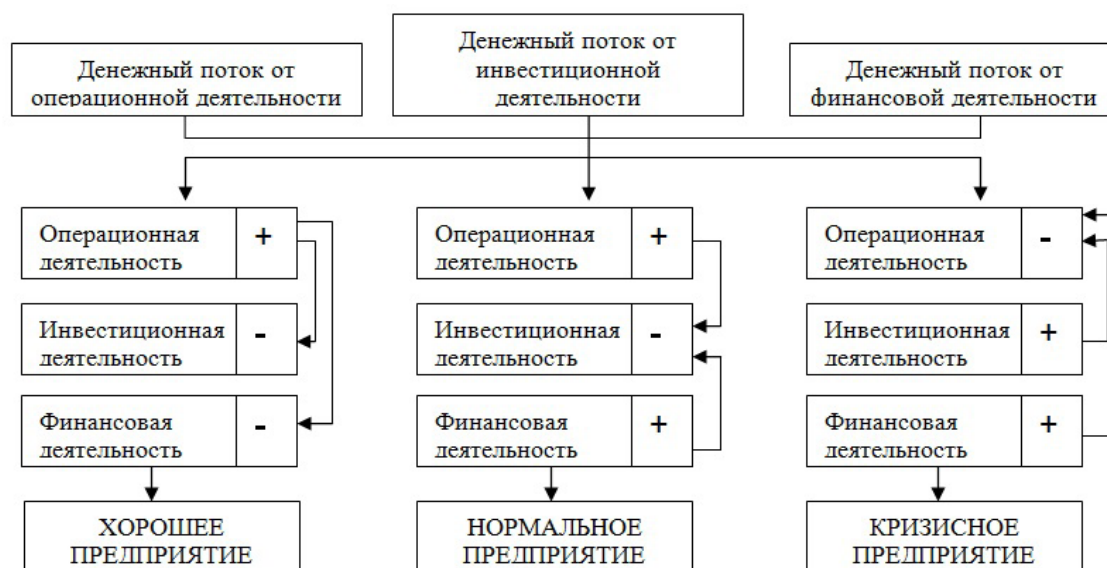 Денежный поток от
операционной деятельности
Денежный поток от
инвестиционной
деятельности
Денежный поток от
финансовой деятельности
Операционная
деятельность
+
Инвестиционная
деятельность
-
Финансовая
деятельность
-
ХОРОШЕЕ
ПРЕДПРИЯТИЕ
Операционная
деятельность
+
Инвестиционная
деятельность
-
Финансовая
деятельность
+
НОРМАЛЬНОЕ
ПРЕДПРИЯТИЕ
Операционная
деятельность
-
Инвестиционная
деятельность
+
Финансовая
деятельность
+
КРИЗИСНОЕ
ПРЕДПРИЯТИЕ